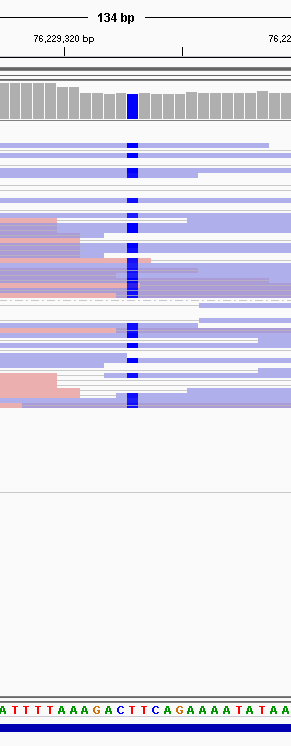 134 bp
76,229,320 bp
76,22
ATTTTAAAGACTTCAGAAAATATAA